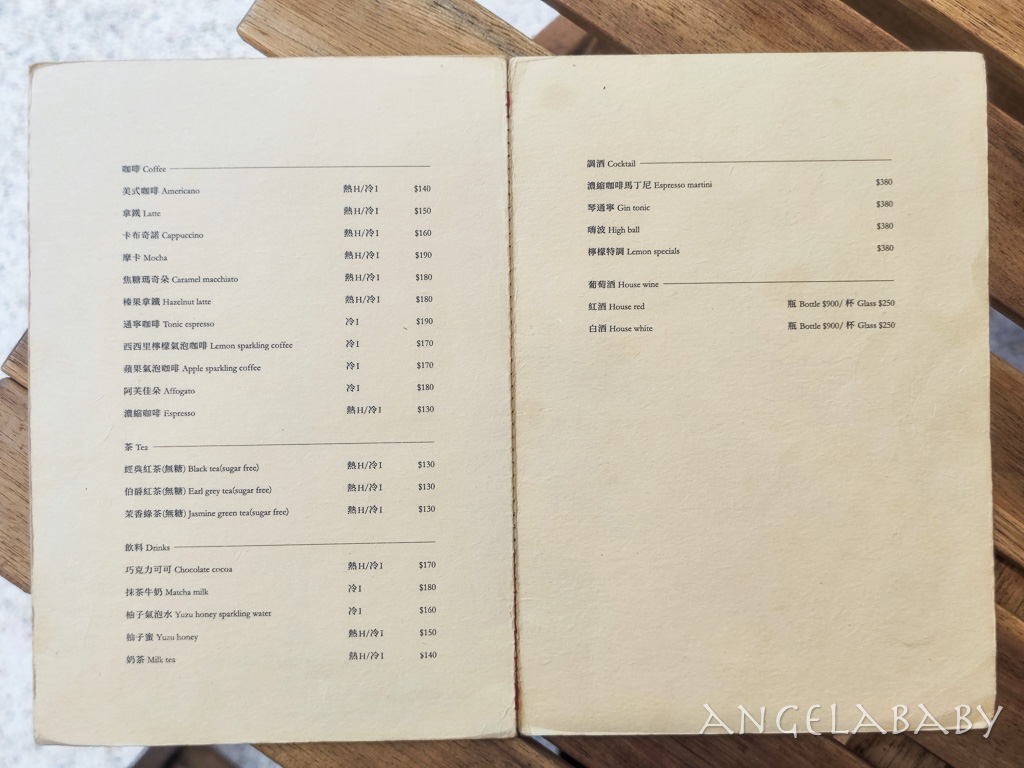 咖啡 Coffee
美式咖啡 Americano 熱H/冷I $140
拿鐵 Latte 熱H/冷I $150
卡布奇諾 Cappuccino 熱H/冷I $160
摩卡 Mocha 熱H/冷I $190
焦糖瑪奇朵 Caramel macchiato 熱H/冷I $180
榛果拿鐵 Hazelnut latte 熱H/冷I $180
通寧咖啡 Tonic espresso 冷I $190
西西里檸檬氣泡咖啡 Lemon sparkling coffee 冷I $170
蘋果氣泡咖啡 Apple sparkling coffee 冷I $170
阿芙佳朵 Affogato 冷I $180
濃縮咖啡 Espresso 熱H/冷I $130
茶 Tea
經典紅茶(無糖) Black tea(sugar free) 熱H/冷I $130
伯爵紅茶(無糖) Earl grey tea(sugar free) 熱H/冷I $130
茉香綠茶(無糖) Jasmine green tea(sugar free) 熱H/冷I $130
飲料 Drinks
巧克力可可 Chocolate cocoa 熱H/冷I $170
抹茶牛奶 Matcha milk 冷I $180
柚子氣泡水 Yuzu honey sparkling water 冷I $160
柚子蜜 Yuzu honey 熱H/冷I $150
奶茶 Milk tea 熱H/冷I $140
調酒 Cocktail
濃縮咖啡馬丁尼 Espresso martini $380
琴通寧 Gin tonic $380
嗨波 High ball $380
檸檬特調 Lemon specials $380
葡萄酒 House wine
紅酒 House red 瓶 Bottle $900/ 杯 Glass $250
白酒 House white 瓶 Bottle $900/ 杯 Glass $250
ANGELABABY